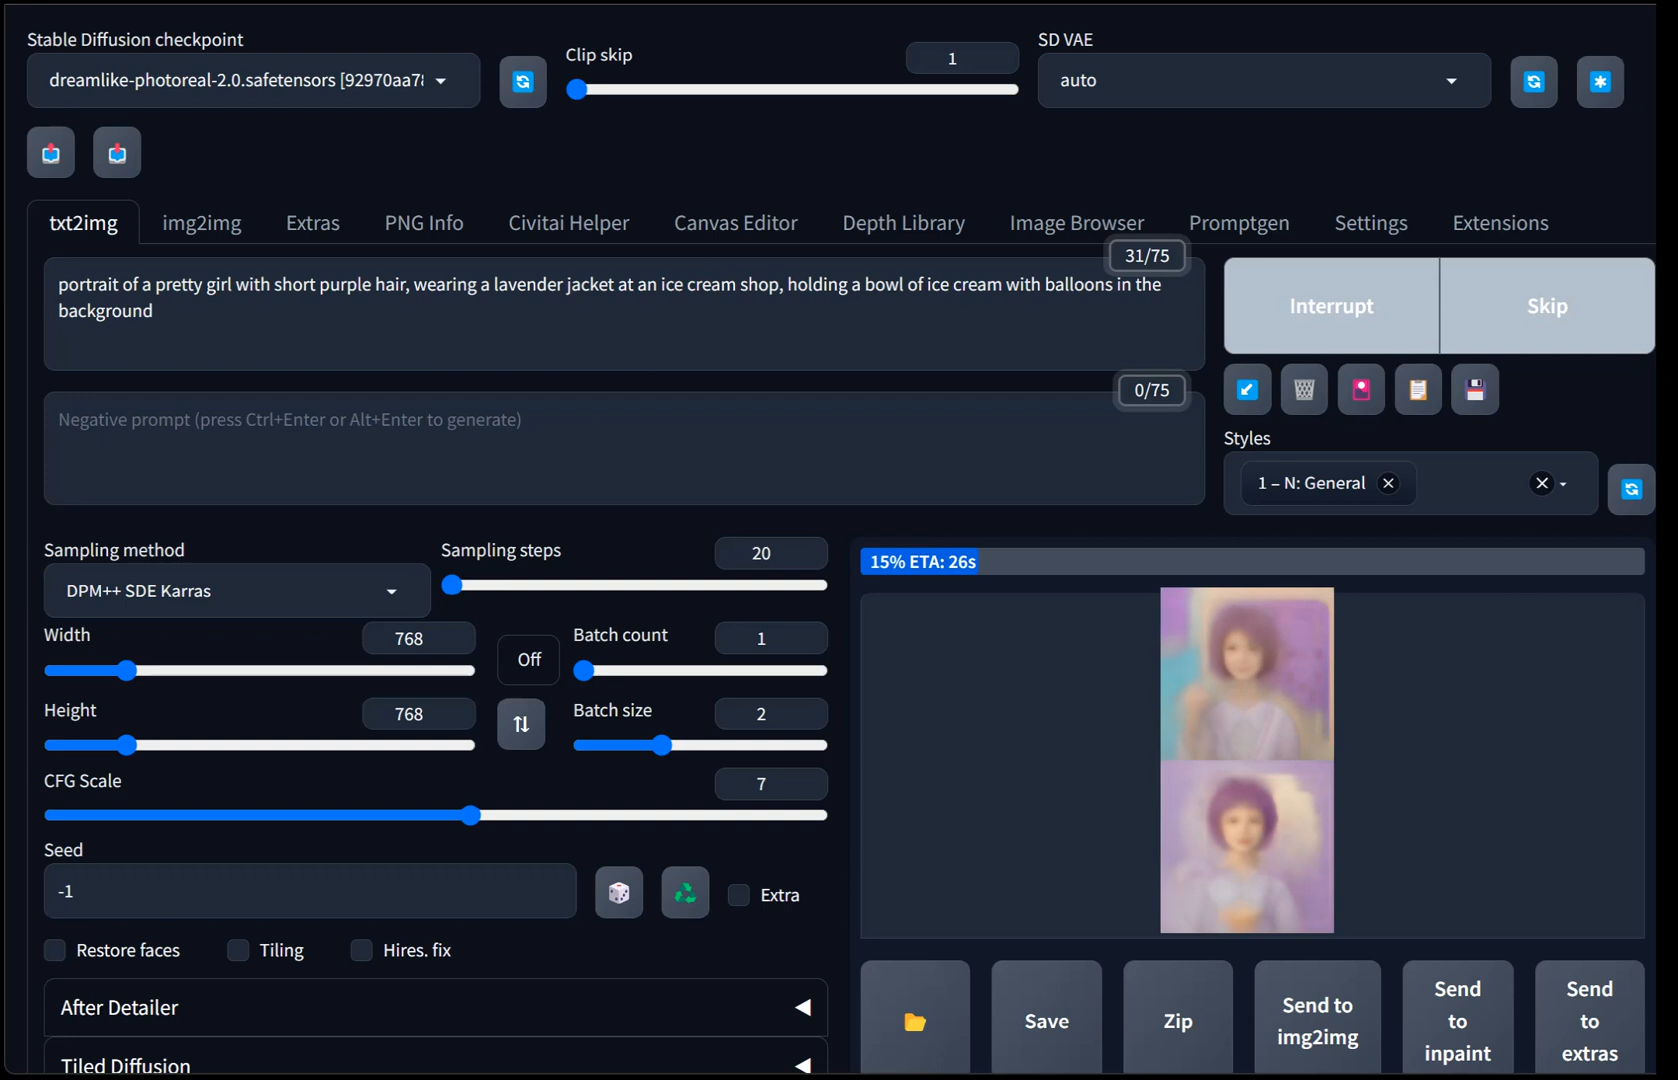 Stable Diffusion checkpoint
Clip skip
1
SD VAE
dreamlike-photoreal-2.0.safetensors [92970aa78
auto
txt2img
img2img
Extras
PNG Info
Civitai Helper
Canvas Editor
Depth Library
Image Browser
Promptgen
Settings
Extensions
31/75
portrait of a pretty girl with short purple hair, wearing a lavender jacket at an ice cream shop, holding a bowl of ice cream with balloons in the
background
Interrupt
Skip
0/75
Negative prompt (press Ctrl+Enter or Alt+Enter to generate)
Styles
1 – N: General
Sampling method
DPM++ SDE Karras
Sampling steps
20
15% ETA: 26s
Width
768
Off
Batch count
1
Height
768
Batch size
2
CFG Scale
7
Seed
-1
Extra
Restore faces
Tiling
Hires. fix
After Detailer
Tiled Diffusion
Save
Zip
Send to
img2img
Send
to
inpaint
Send
to
extras